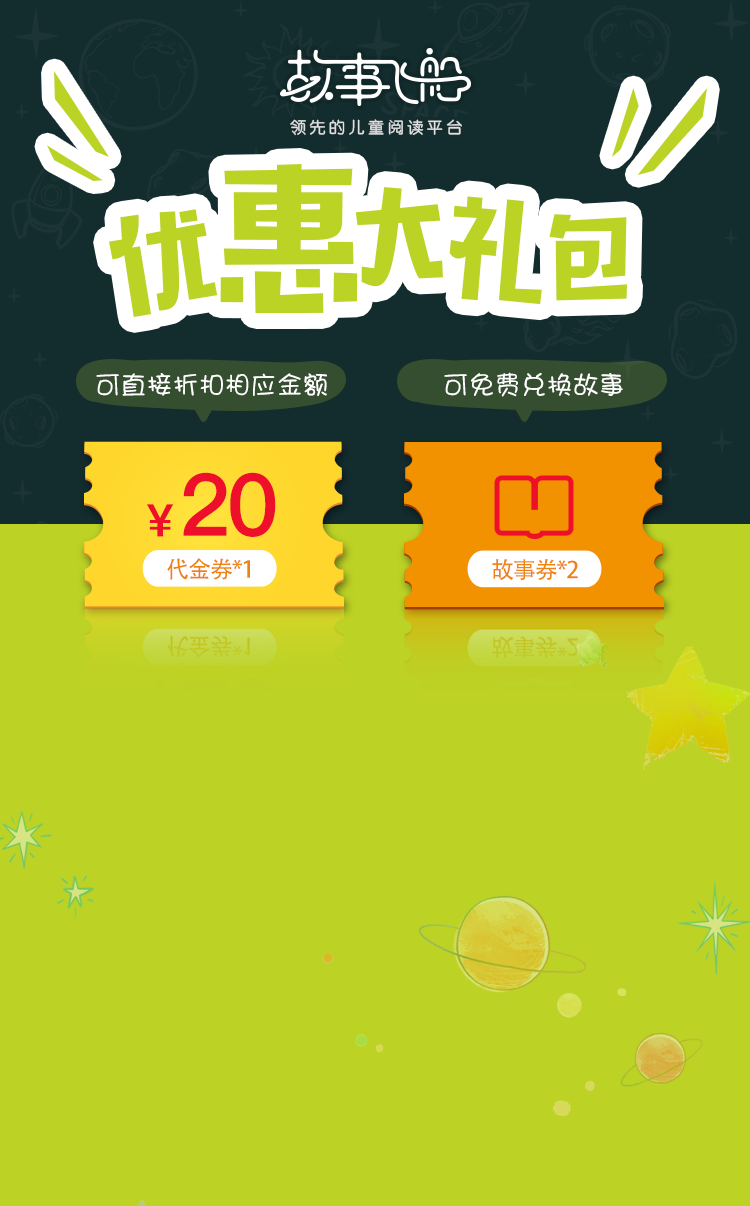 故事飞船
领先的儿童阅读平台
优惠大礼包
可直接折扣相应金额
可免费兑换故事
¥20
代金券*1
故事券*2